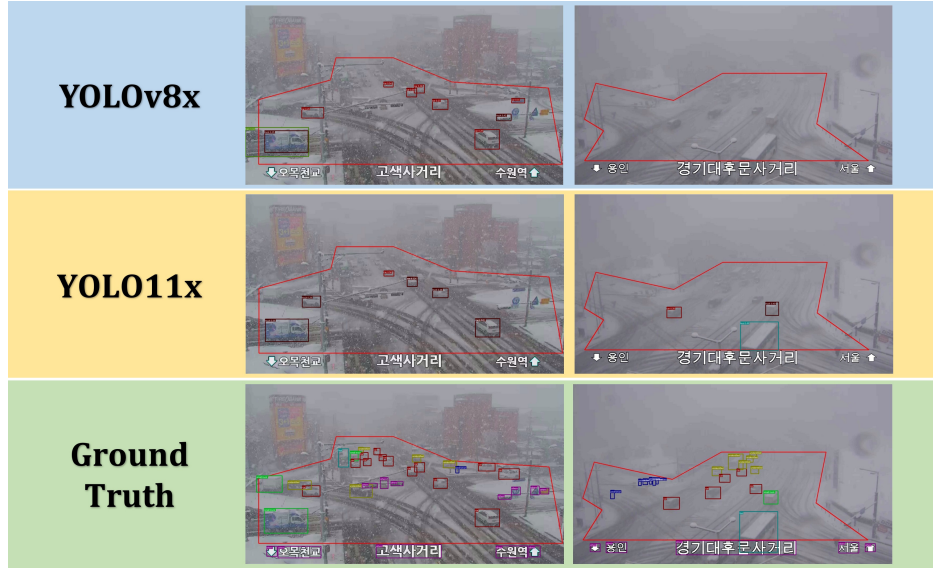 YOLOv8x
오목천교 고색사거리 수원역
용인 경기대후문사거리 서울
YOLO11x
오목천교 고색사거리 수원역
용인 경기대후문사거리 서울
Ground
Truth
오목천교 고색사거리 수원역
용인 경기대후문사거리 서울